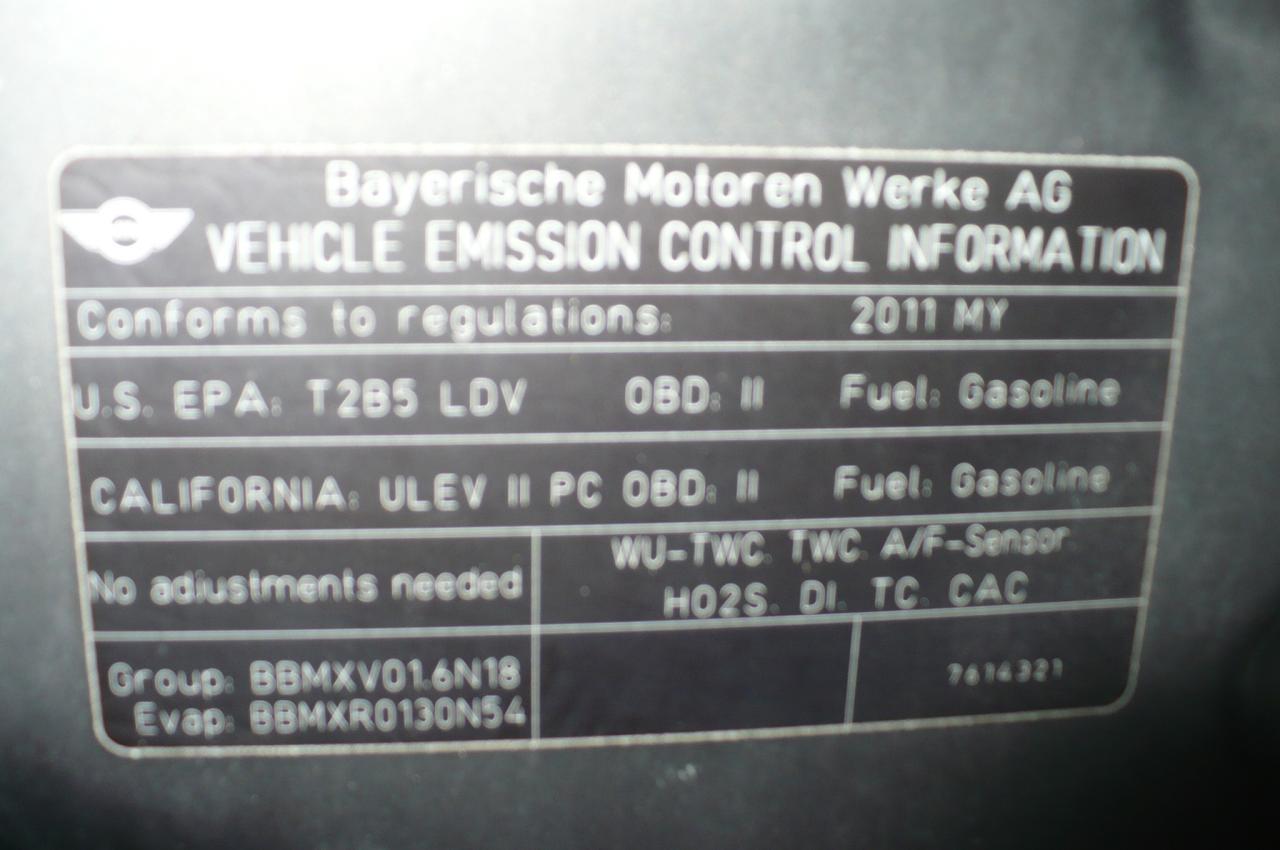 Bayerische Motoren Werke AG
VEHICLE EMISSION CONTROL INFORMATION
Conforms to regulations: 2011 MY
U.S. EPA: T2B5 LDV OBD: II Fuel: Gasoline
CALIFORNIA: ULEV II PC OBD: II Fuel: Gasoline
No adjustments needed
WU-TWC, TWC, A/F-Sensor
HO2S, DI, TC, CAC
Group: BBMXV01.6N18
Evap: BBMXR0130N54
7614321